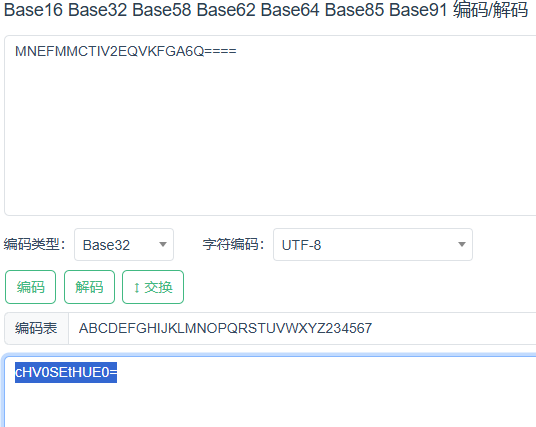 Base16 Base32 Base58 Base62 Base64 Base85 Base91 编码/解码
MNEFMMCTIV2EQVKFGA6Q====
编码类型: Base32 字符编码: UTF-8
编码 解码 ↕ 交换
编码表 ABCDEFGHIJKLMNOPQRSTUVWXYZ234567
cHV0SEtHUE0=